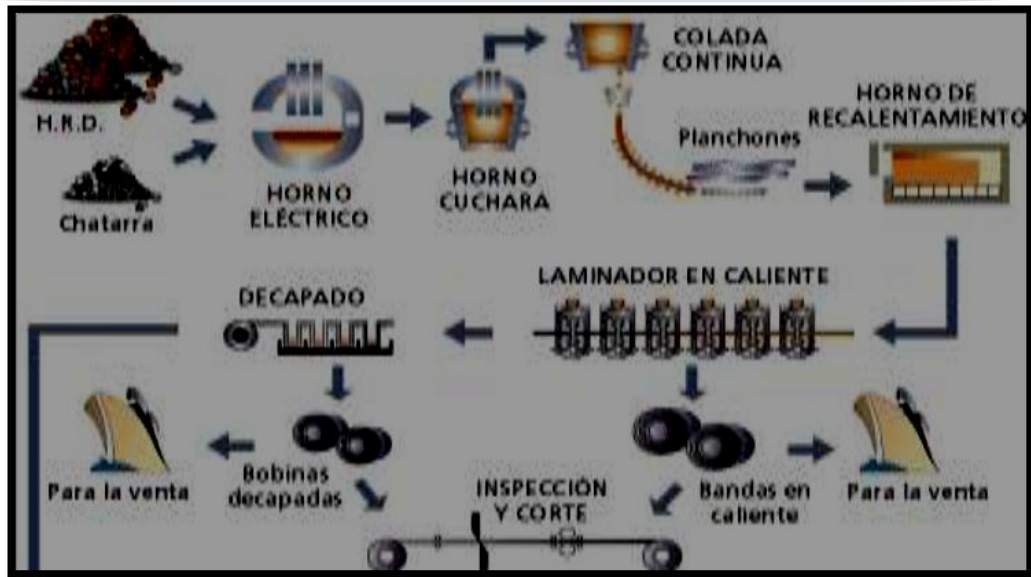 COLADA
CONTINUA
HORNO DE
RECALENTAMIENTO
H.R.D.
Planchones
Chatarra
HORNO
ELÉCTRICO
HORNO
CUCHARA
LAMINADOR EN CALIENTE
DECAPADO
Para la venta
Bobinas
decapadas
INSPECCIÓN
Y CORTE
Bandas en
caliente
Para la venta